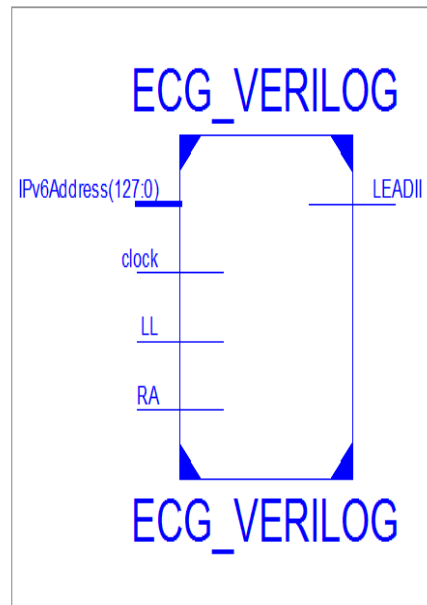 ECG_VERILOG
IPv6Address(127:0)
LEADII
clock
LL
RA
ECG_VERILOG